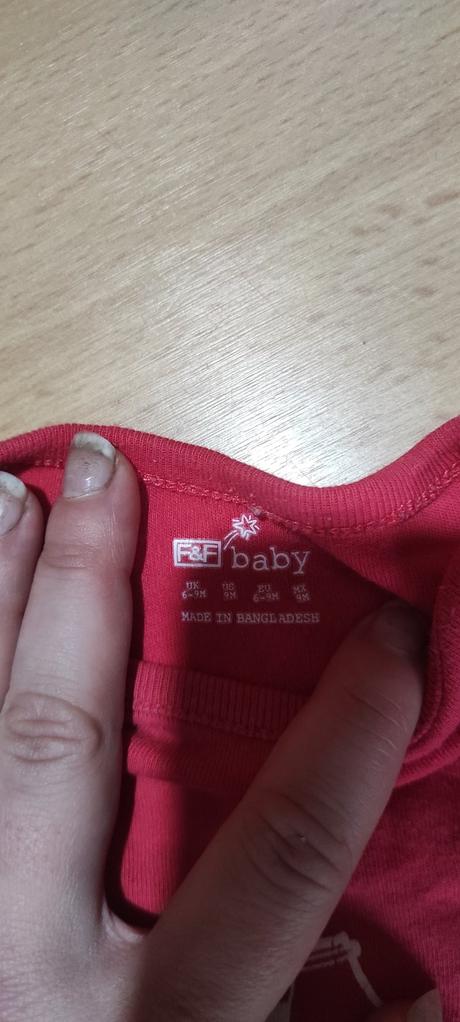 F&F baby
UK US EU MX
6-9M 9M 6-9M 9M
MADE IN BANGLADESH